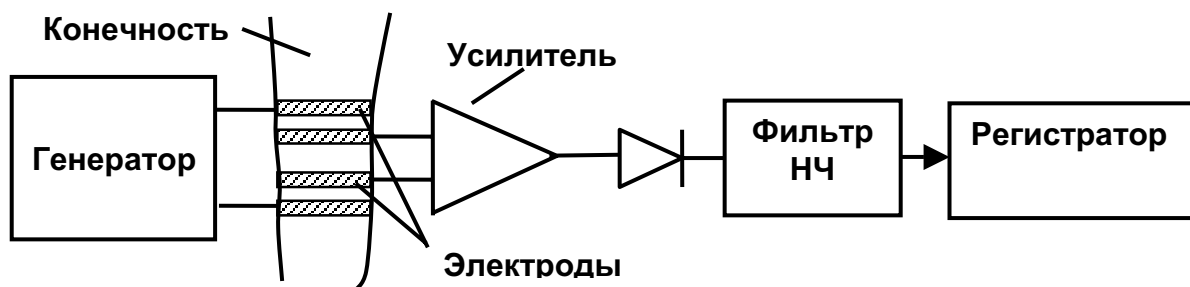 Конечность
Усилитель
Генератор
Фильтр
НЧ
Регистратор
Электроды